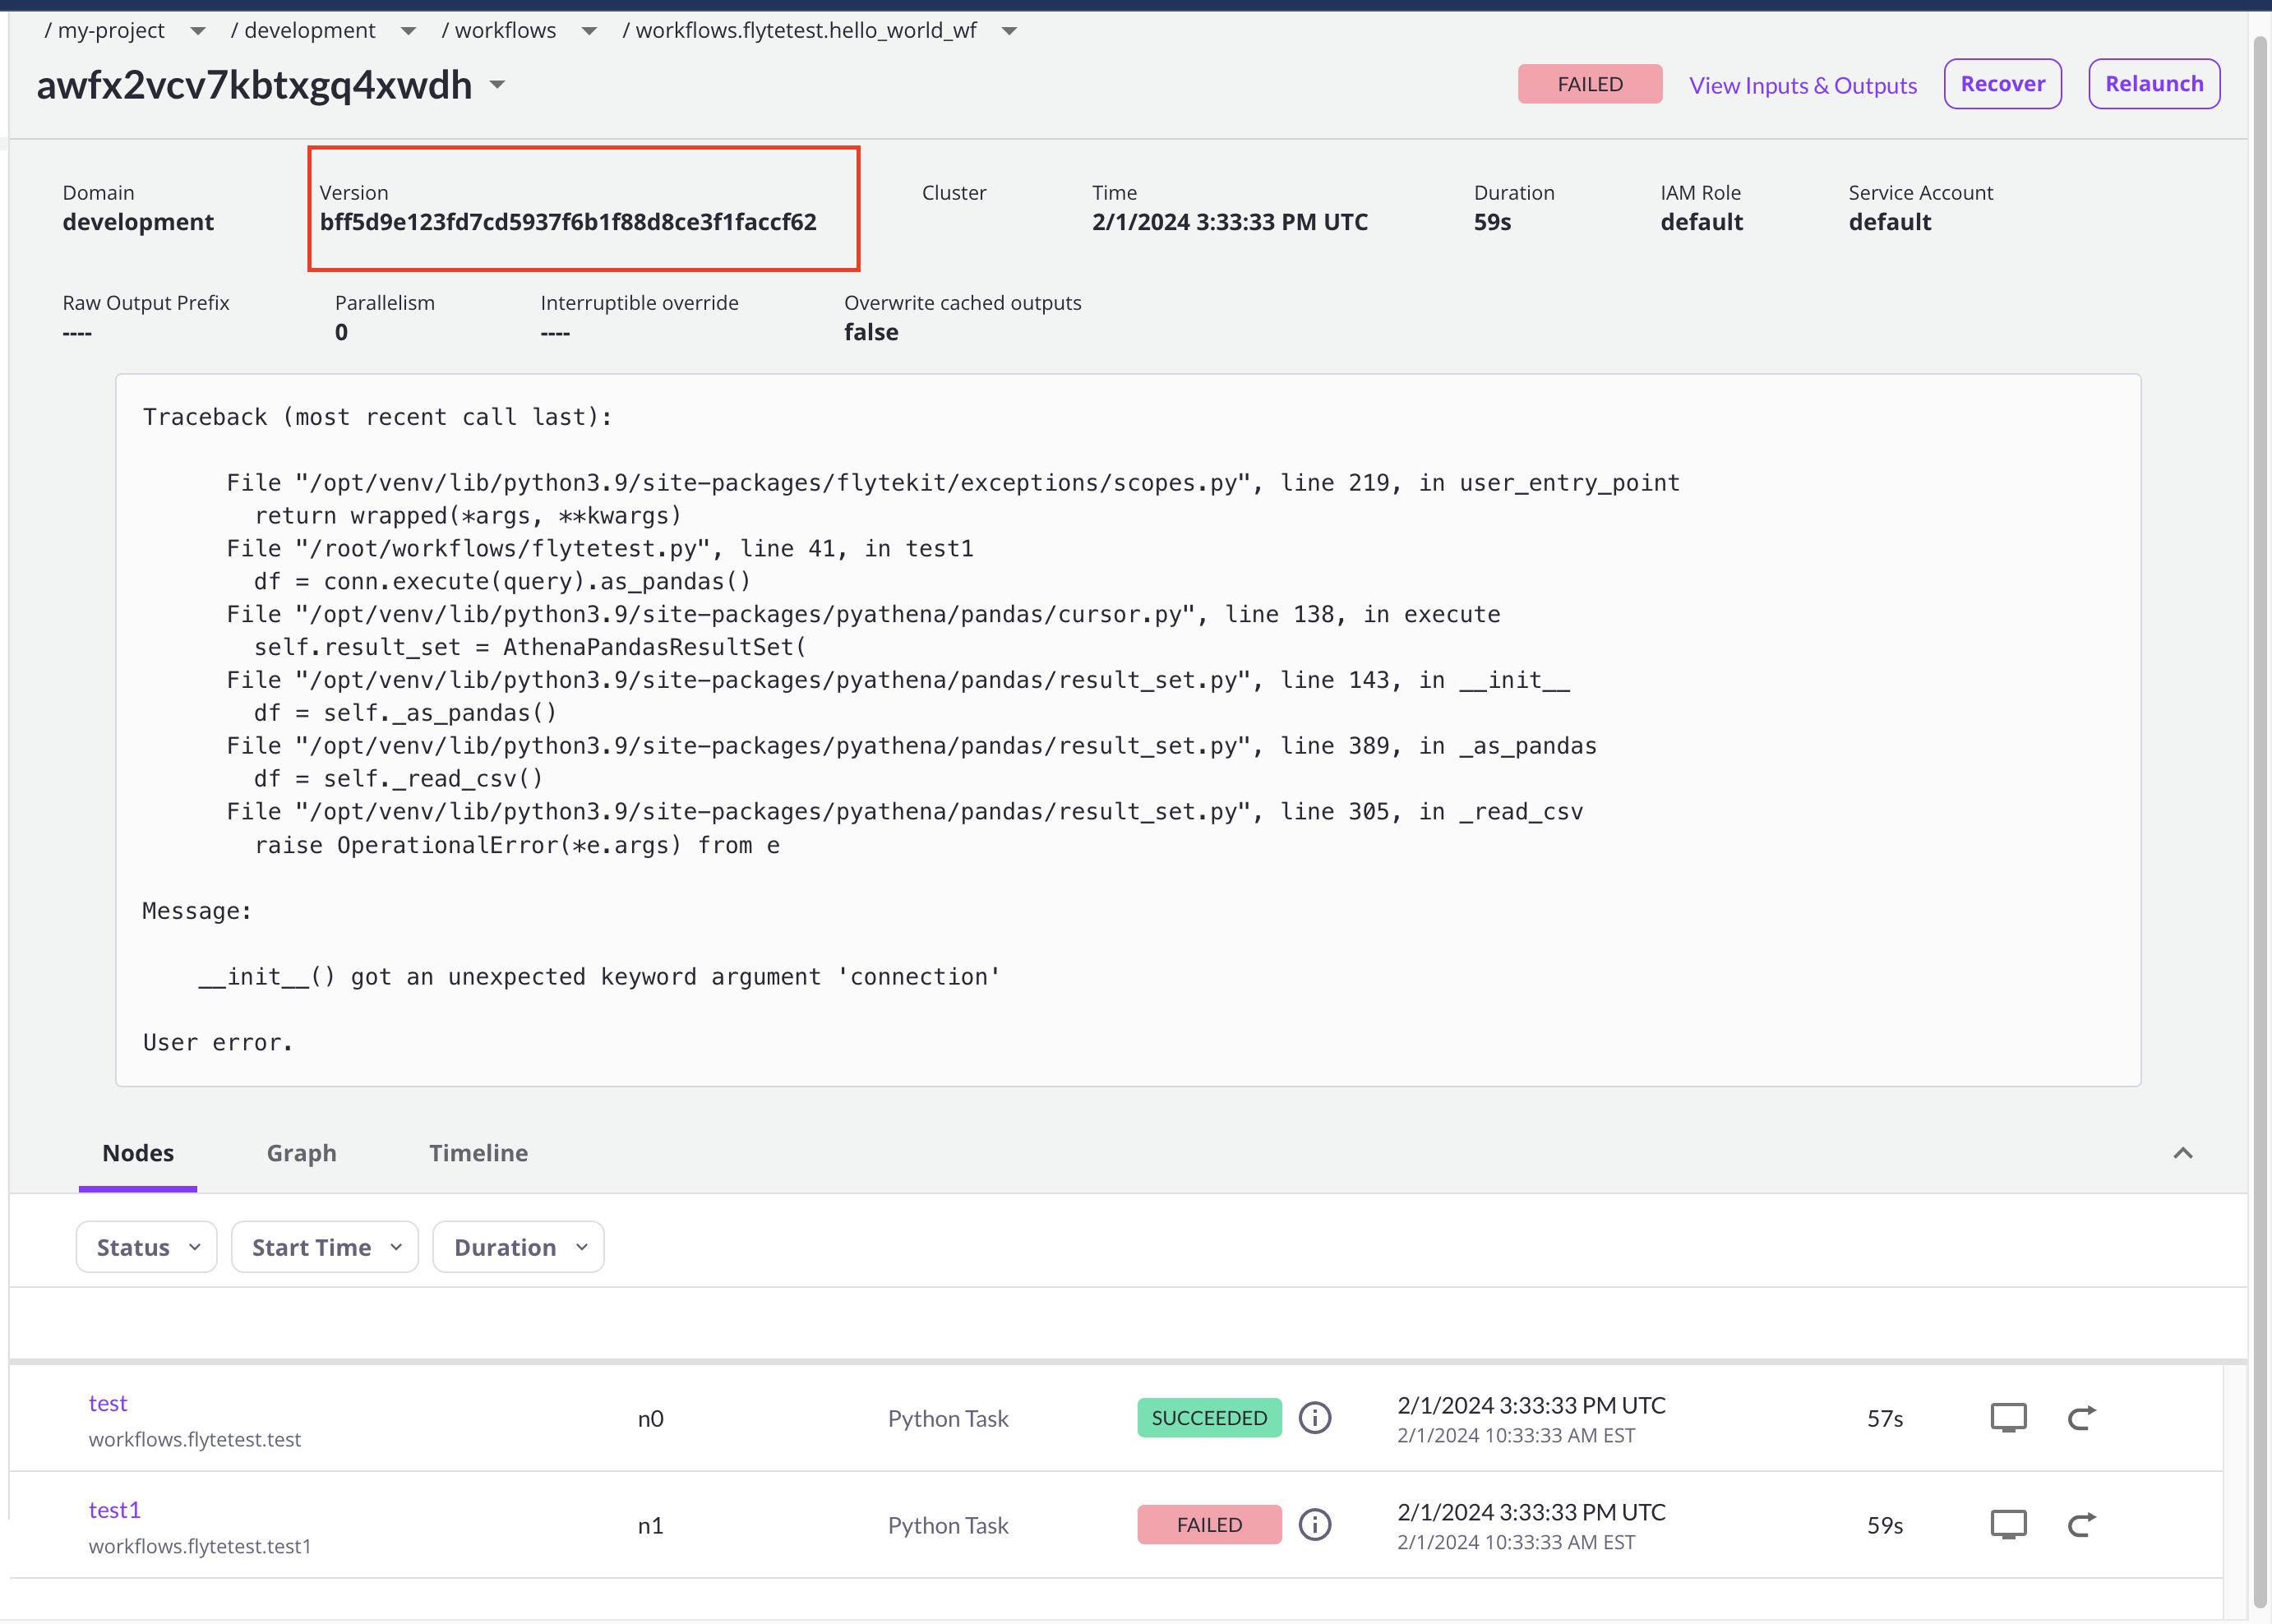 / my-project / development / workflows / workflows.flytetest.hello_world_wf
awfx2vcv7kbtxgq4xwdh FAILED View Inputs & Outputs Recover Relaunch
Domain Version Cluster Time Duration IAM Role Service Account
development bff5d9e123fd7cd5937f6b1f88d8ce3f1faccf62 2/1/2024 3:33:33 PM UTC 59s default default
Raw Output Prefix Parallelism Interruptible override Overwrite cached outputs
---- 0 ---- false
Traceback (most recent call last):
File "/opt/venv/lib/python3.9/site-packages/flytekit/exceptions/scopes.py", line 219, in user_entry_point
return wrapped(*args, **kwargs)
File "/root/workflows/flytetest.py", line 41, in test1
df = conn.execute(query).as_pandas()
File "/opt/venv/lib/python3.9/site-packages/pyathena/pandas/cursor.py", line 138, in execute
self.result_set = AthenaPandasResultSet(
File "/opt/venv/lib/python3.9/site-packages/pyathena/pandas/result_set.py", line 143, in __init__
df = self._as_pandas()
File "/opt/venv/lib/python3.9/site-packages/pyathena/pandas/result_set.py", line 389, in _as_pandas
df = self._read_csv()
File "/opt/venv/lib/python3.9/site-packages/pyathena/pandas/result_set.py", line 305, in _read_csv
raise OperationalError(*e.args) from e
Message:
__init__() got an unexpected keyword argument 'connection'
User error.
Nodes Graph Timeline
Status Start Time Duration
test n0 Python Task SUCCEEDED 2/1/2024 3:33:33 PM UTC 57s
workflows.flytetest.test 2/1/2024 10:33:33 AM EST
test1 n1 Python Task FAILED 2/1/2024 3:33:33 PM UTC 59s
workflows.flytetest.test1 2/1/2024 10:33:33 AM EST